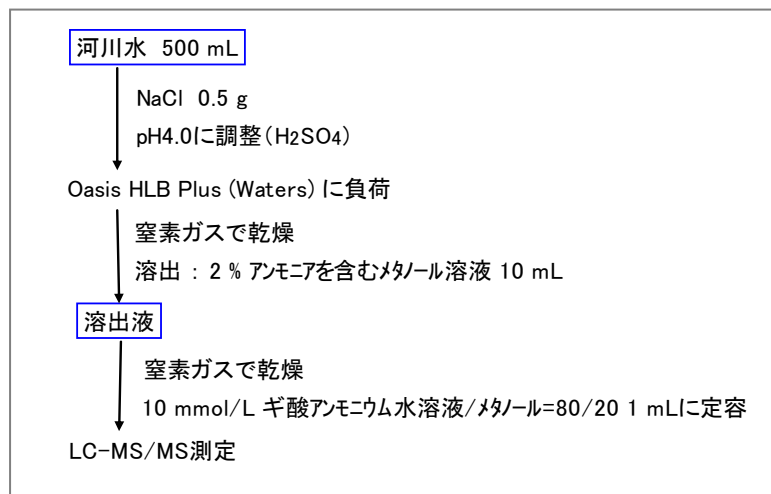 河川水 500 mL
NaCl 0.5 g
pH4.0に調整(H2SO4)
Oasis HLB Plus (Waters) に負荷
窒素ガスで乾燥
溶出 : 2 % アンモニアを含むメタノール溶液 10 mL
溶出液
窒素ガスで乾燥
10 mmol/L ギ酸アンモニウム水溶液/メタノール=80/20 1 mLに定容
LC-MS/MS測定